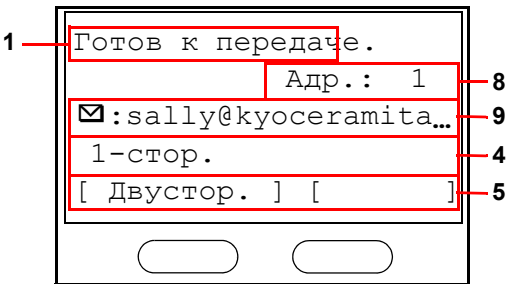 1
Готов к передаче.
Адр.: 1
8
:sally@kyoceramita…
9
1-стор.
4
[ Двустор. ] [ ]
5